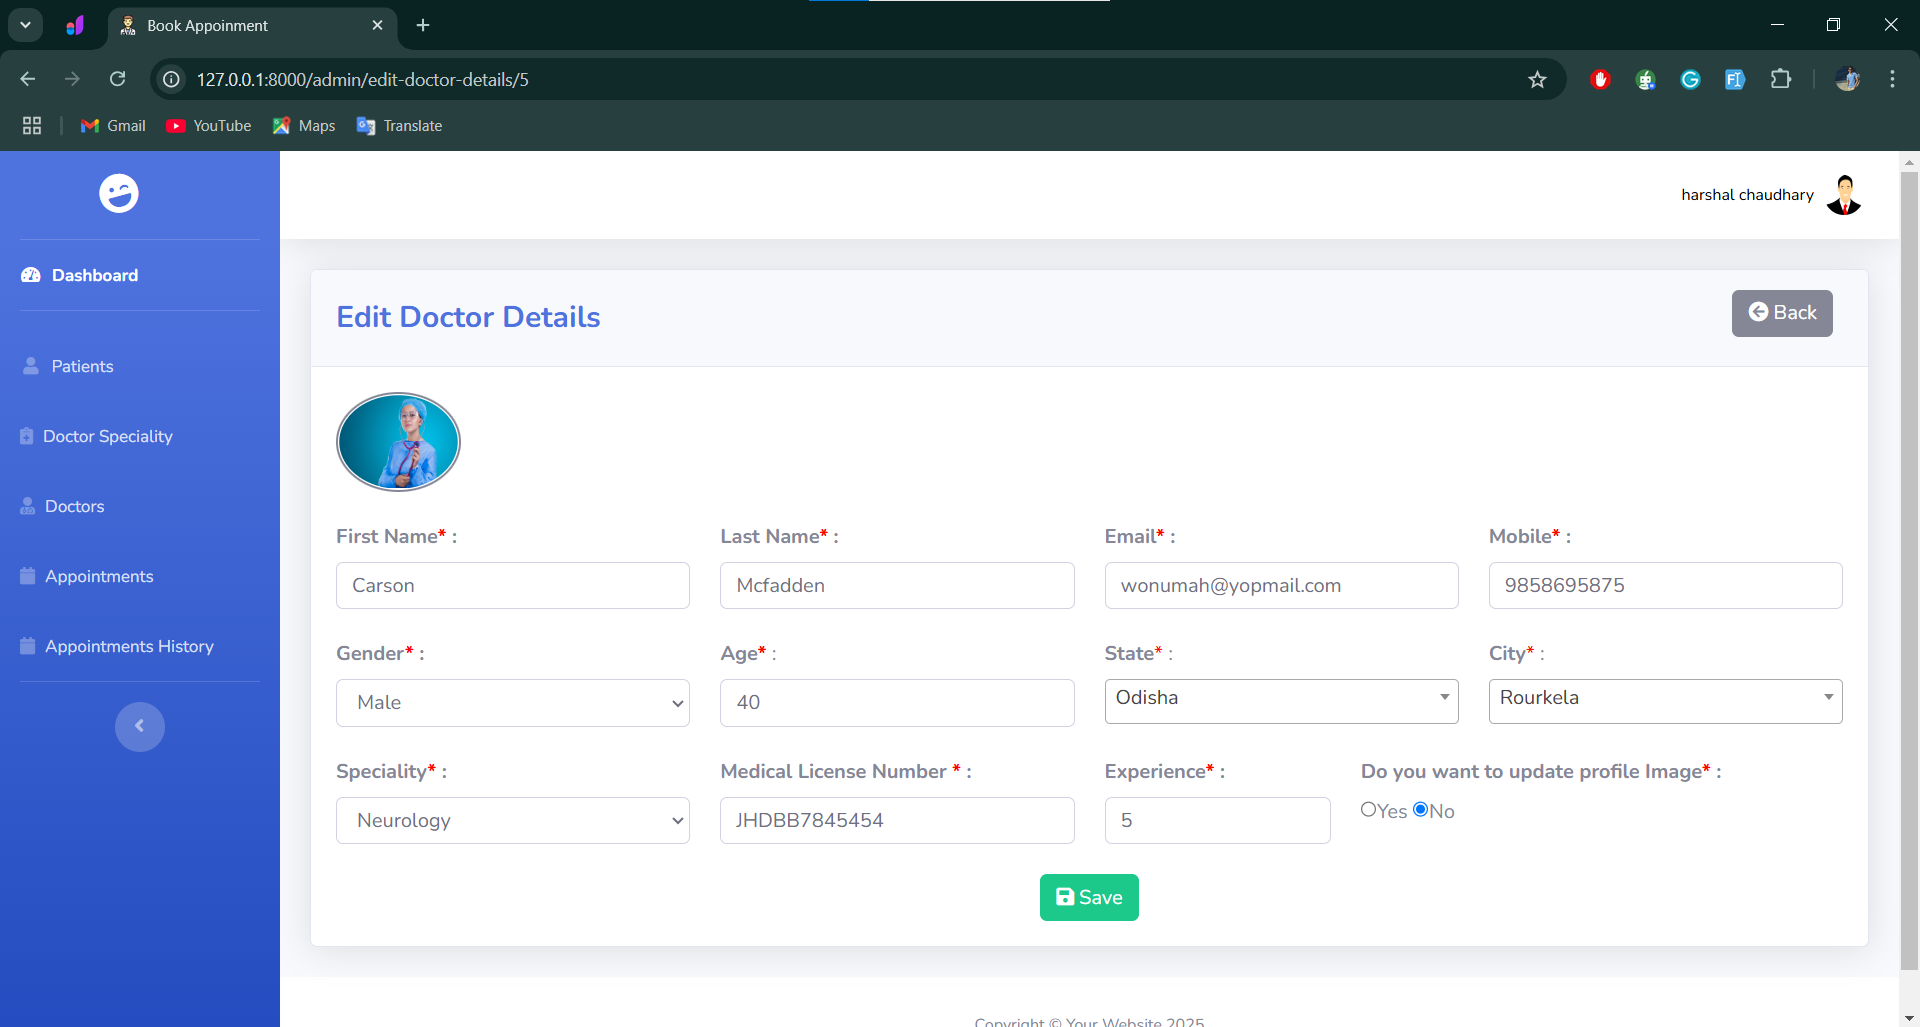 Book Appoinment
127.0.0.1:8000/admin/edit-doctor-details/5
Gmail YouTube Maps Translate
harshal chaudhary
Dashboard
Patients
Doctor Speciality
Doctors
Appointments
Appointments History
Edit Doctor Details
Back
First Name* : Last Name* : Email* : Mobile* :
Carson Mcfadden wonumah@yopmail.com 9858695875
Gender* : Age* : State* : City* :
Male 40 Odisha Rourkela
Speciality* : Medical License Number * : Experience* : Do you want to update profile Image* :
Neurology JHDBB7845454 5 Yes No
Save
Copyright © Your Website 2025